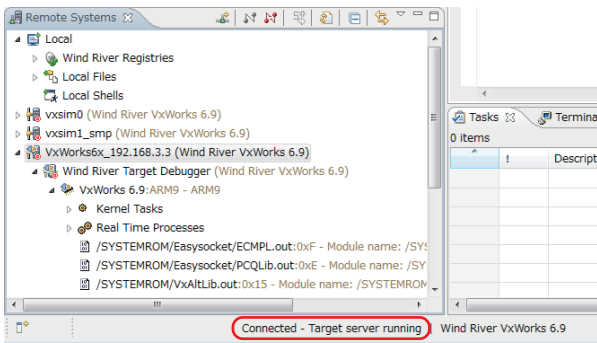 Remote Systems
Local
Wind River Registries
Local Files
Local Shells
vxsim0 (Wind River VxWorks 6.9)
vxsim1_smp (Wind River VxWorks 6.9)
VxWorks6x_192.168.3.3 (Wind River VxWorks 6.9)
Wind River Target Debugger (Wind River VxWorks 6.9)
VxWorks 6.9:ARM9 - ARM9
Kernel Tasks
Real Time Processes
/SYSTEMROM/Easysocket/ECMPL.out:0xF - Module name: /SYS
/SYSTEMROM/Easysocket/PCQLib.out:0xE - Module name: /SY
/SYSTEMROM/VxAltLib.out:0x15 - Module name: /SYSTEMROM
Tasks Termina
0 items
! Descript
Connected - Target server running Wind River VxWorks 6.9